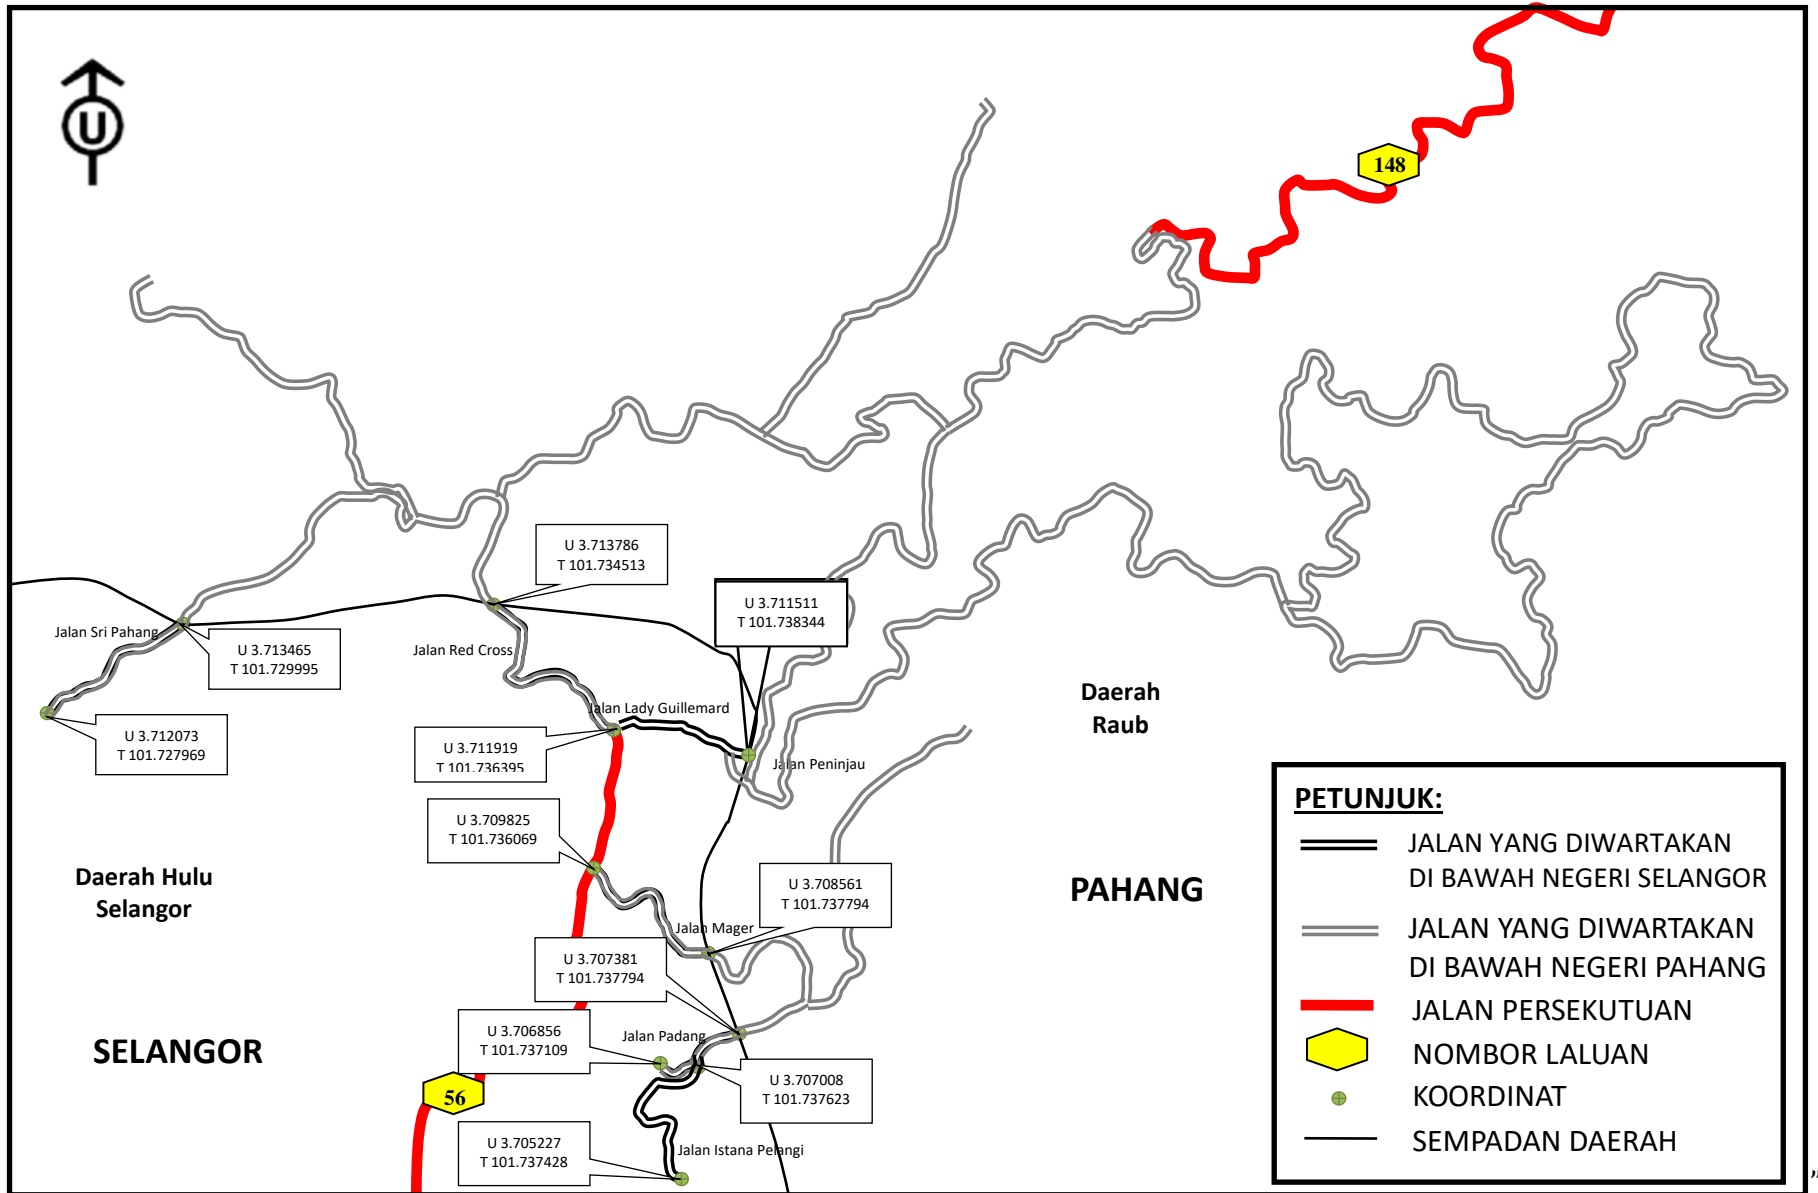 U
148
U 3.713786
T 101.734513
U 3.711511
T 101.738344
Jalan Sri Pahang
U 3.713465
T 101.729995
Jalan Red Cross
Daerah
Raub
Jalan Lady Guillemard
U 3.712073
T 101.727969
U 3.711919
T 101.736395
Jalan Peninjau
U 3.709825
T 101.736069
Daerah Hulu
Selangor
U 3.708561
T 101.737794
PAHANG
Jalan Mager
U 3.707381
T 101.737794
SELANGOR
U 3.706856
T 101.737109
Jalan Padang
U 3.707008
T 101.737623
56
U 3.705227
T 101.737428
Jalan Istana Pelangi
PETUNJUK:
JALAN YANG DIWARTAKAN
DI BAWAH NEGERI SELANGOR
JALAN YANG DIWARTAKAN
DI BAWAH NEGERI PAHANG
JALAN PERSEKUTUAN
NOMBOR LALUAN
KOORDINAT
SEMPADAN DAERAH
”